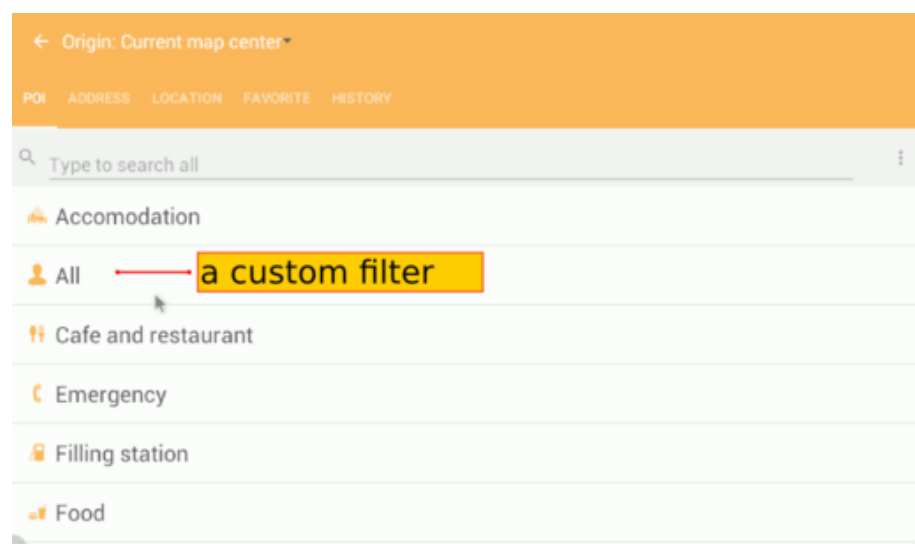 Origin: Current map center
POI ADDRESS LOCATION FAVORITE HISTORY
Type to search all
Accomodation
All a custom filter
Cafe and restaurant
Emergency
Filling station
Food